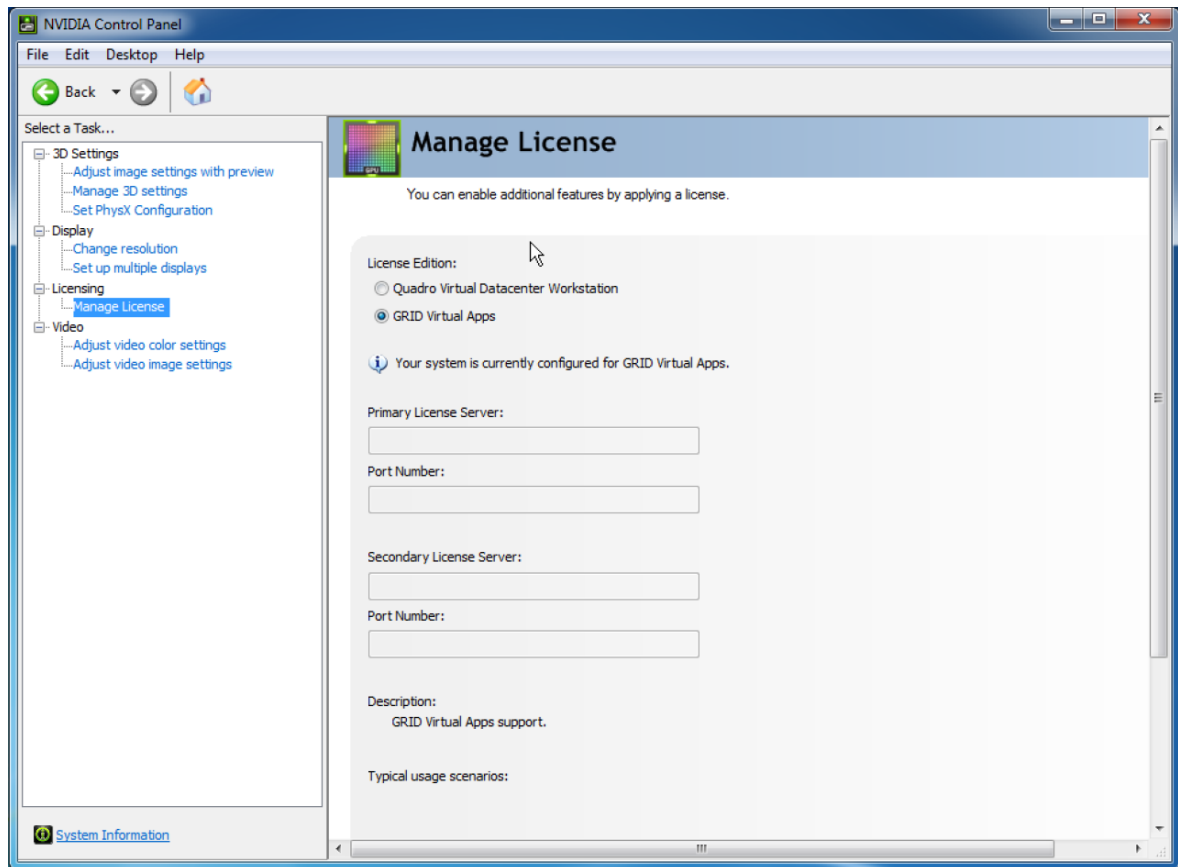 NVIDIA Control Panel
File Edit Desktop Help
Back
Select a Task...
3D Settings
Adjust image settings with preview
Manage 3D settings
Set PhysX Configuration
Display
Change resolution
Set up multiple displays
Licensing
Manage License
Video
Adjust video color settings
Adjust video image settings
System Information
GPU
Manage License
You can enable additional features by applying a license.
License Edition:
Quadro Virtual Datacenter Workstation
GRID Virtual Apps
Your system is currently configured for GRID Virtual Apps.
Primary License Server:
Port Number:
Secondary License Server:
Port Number:
Description:
GRID Virtual Apps support.
Typical usage scenarios: